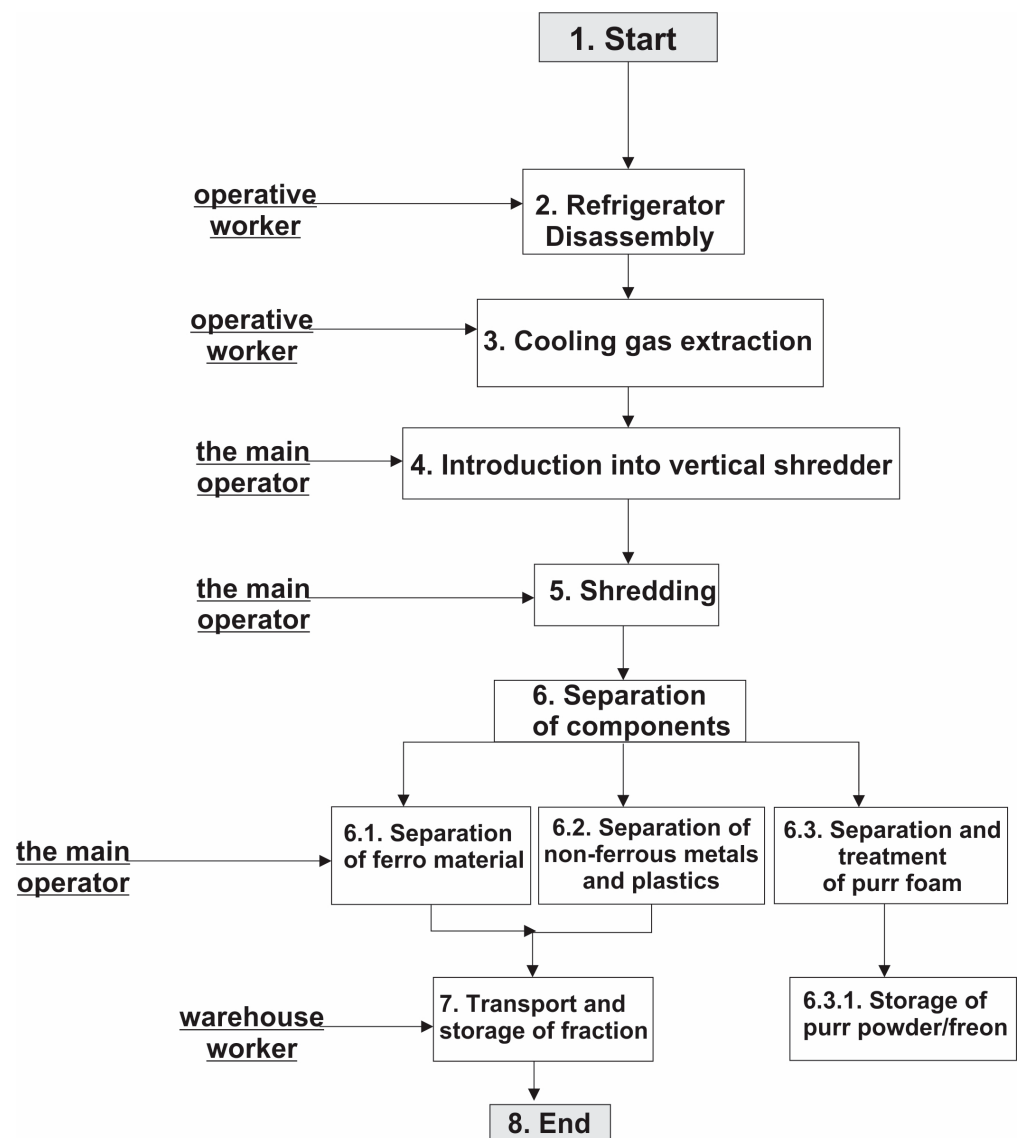 1. Start
operative
worker
2. Refrigerator
Disassembly
operative
worker
3. Cooling gas extraction
the main
operator
4. Introduction into vertical shredder
the main
operator
5. Shredding
6. Separation
of components
the main
operator
6.1. Separation
of ferro material
6.2. Separation of
non-ferrous metals
and plastics
6.3. Separation and
treatment
of purr foam
warehouse
worker
7. Transport and
storage of fraction
6.3.1. Storage of
purr powder/freon
8. End